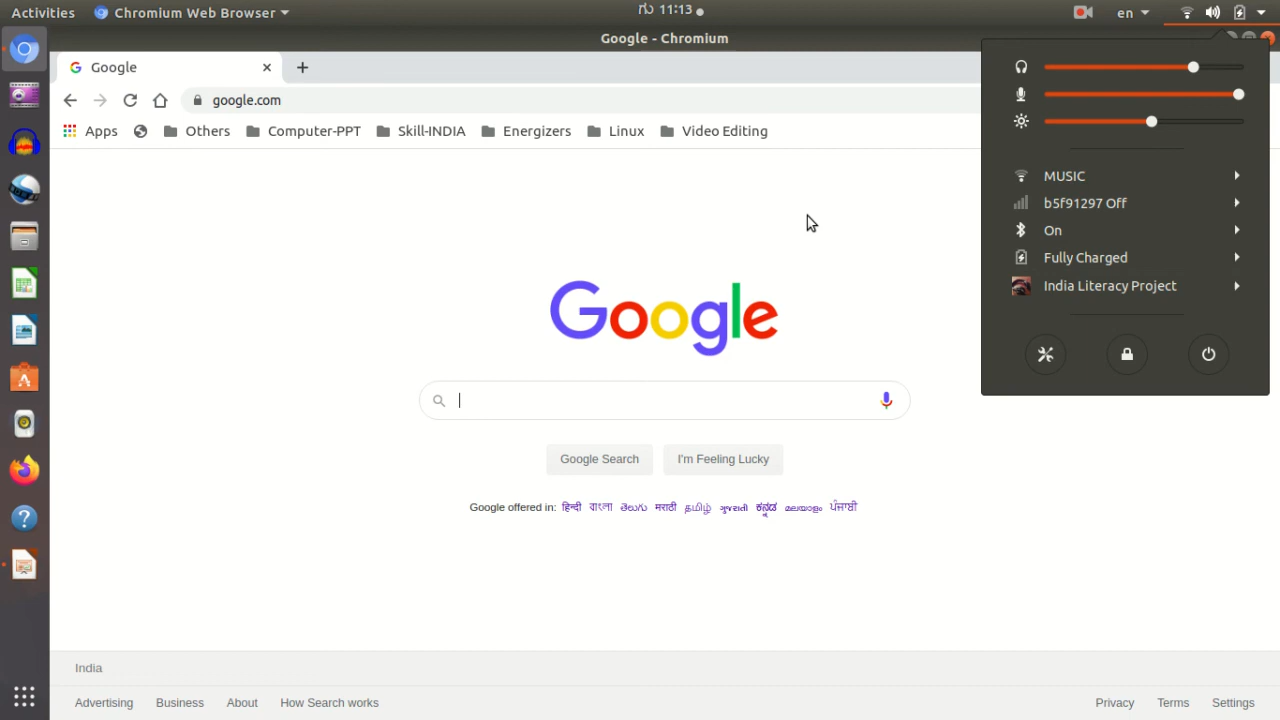 Activities Chromium Web Browser ಗು 11:13 en
Google - Chromium
Google
google.com
Apps Others Computer-PPT Skill-INDIA Energizers Linux Video Editing
MUSIC
b5f91297 Off
On
Fully Charged
India Literacy Project
Google
Google Search I'm Feeling Lucky
Google offered in: हिन्दी বাংলা తెలుగు मराठी தமிழ் ગુજરાતી ಕನ್ನಡ മലയാളം ਪੰਜਾਬੀ
India
Advertising Business About How Search works Privacy Terms Settings